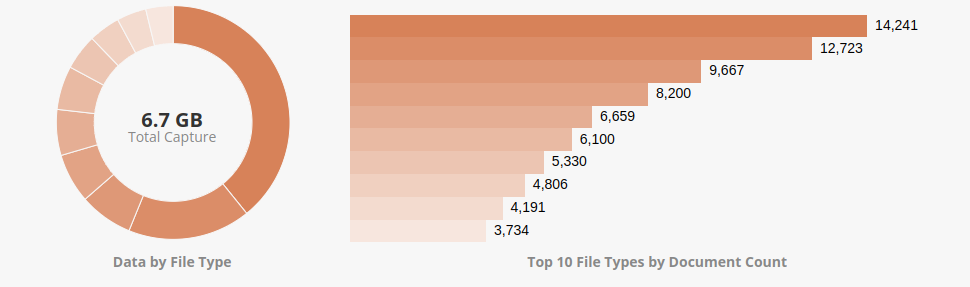 6.7 GB
Total Capture
Data by File Type
14,241
12,723
9,667
8,200
6,659
6,100
5,330
4,806
4,191
3,734
Top 10 File Types by Document Count